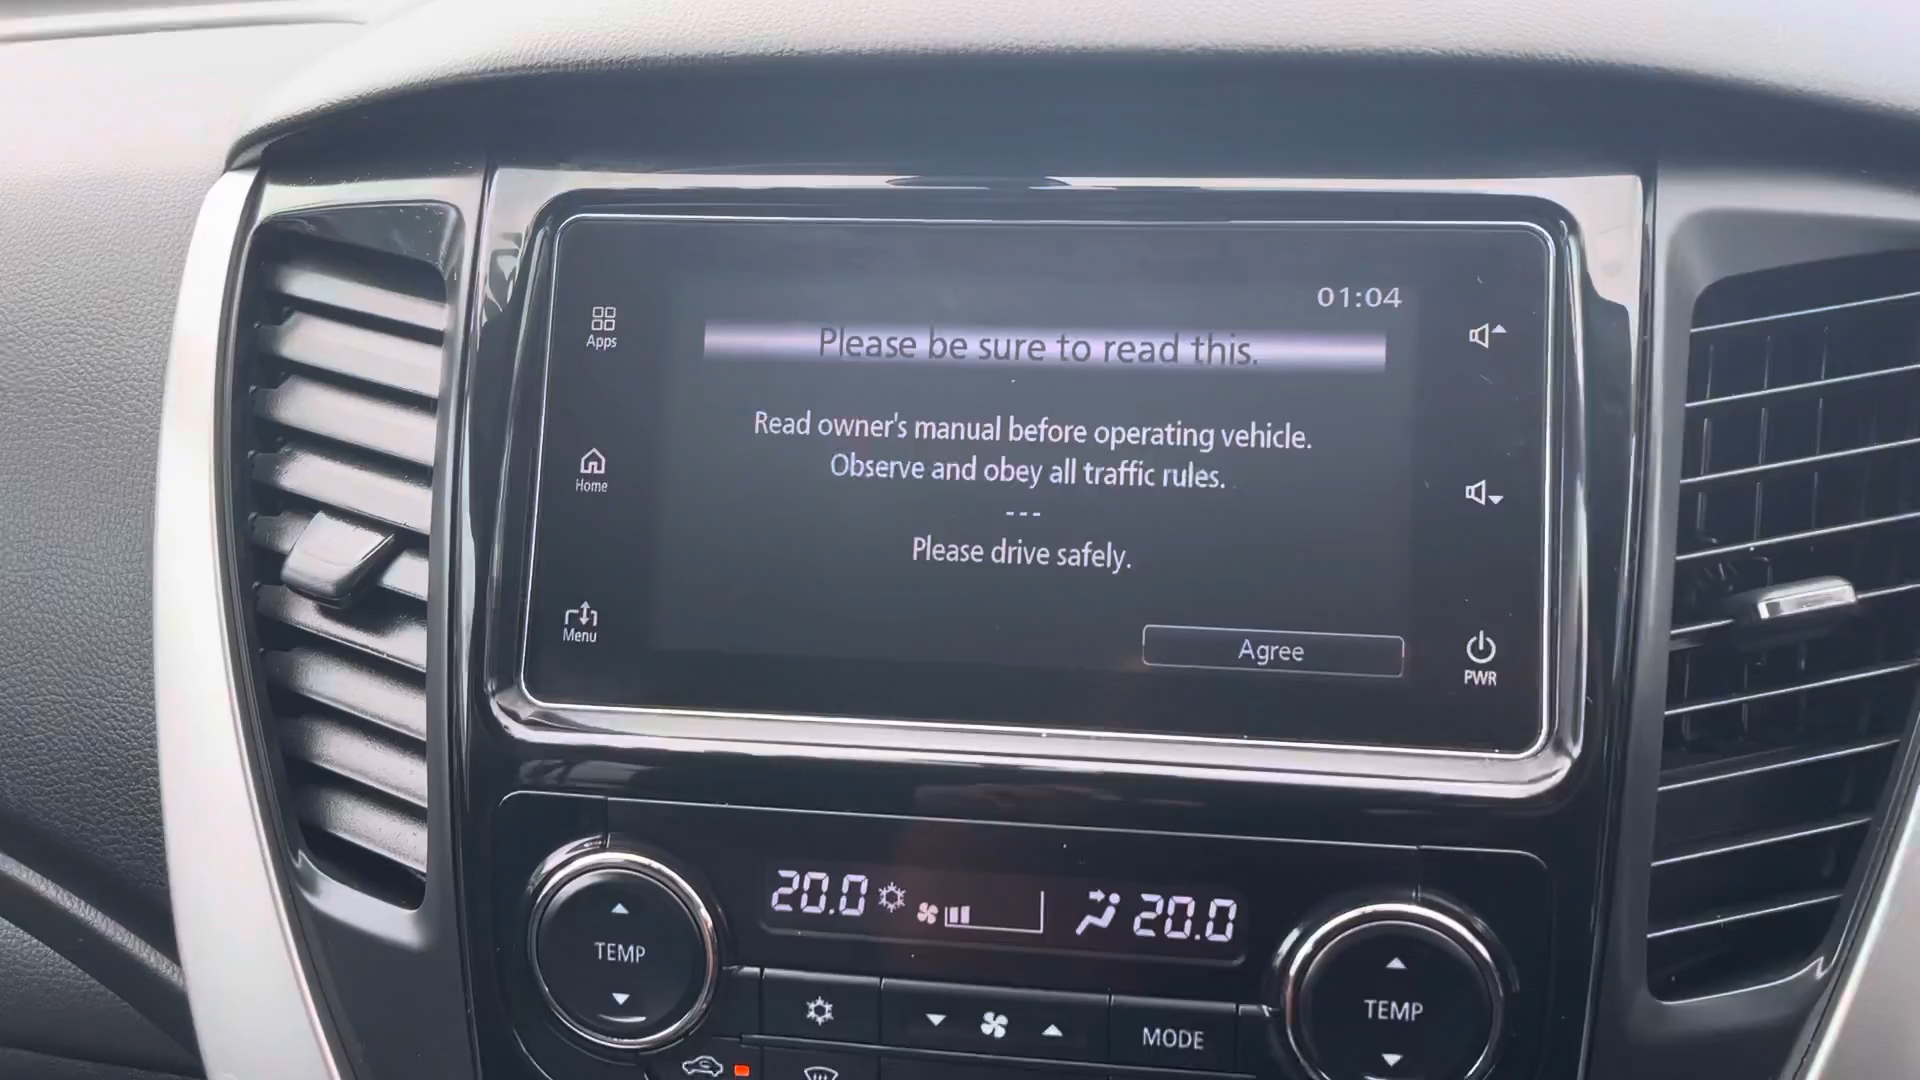 01:04
Please be sure to read this.
Apps
Read owner's manual before operating vehicle.
Observe and obey all traffic rules.
Home
---
Please drive safely.
Menu
Agree
PWR
20.0 20.0
TEMP
TEMP
MODE